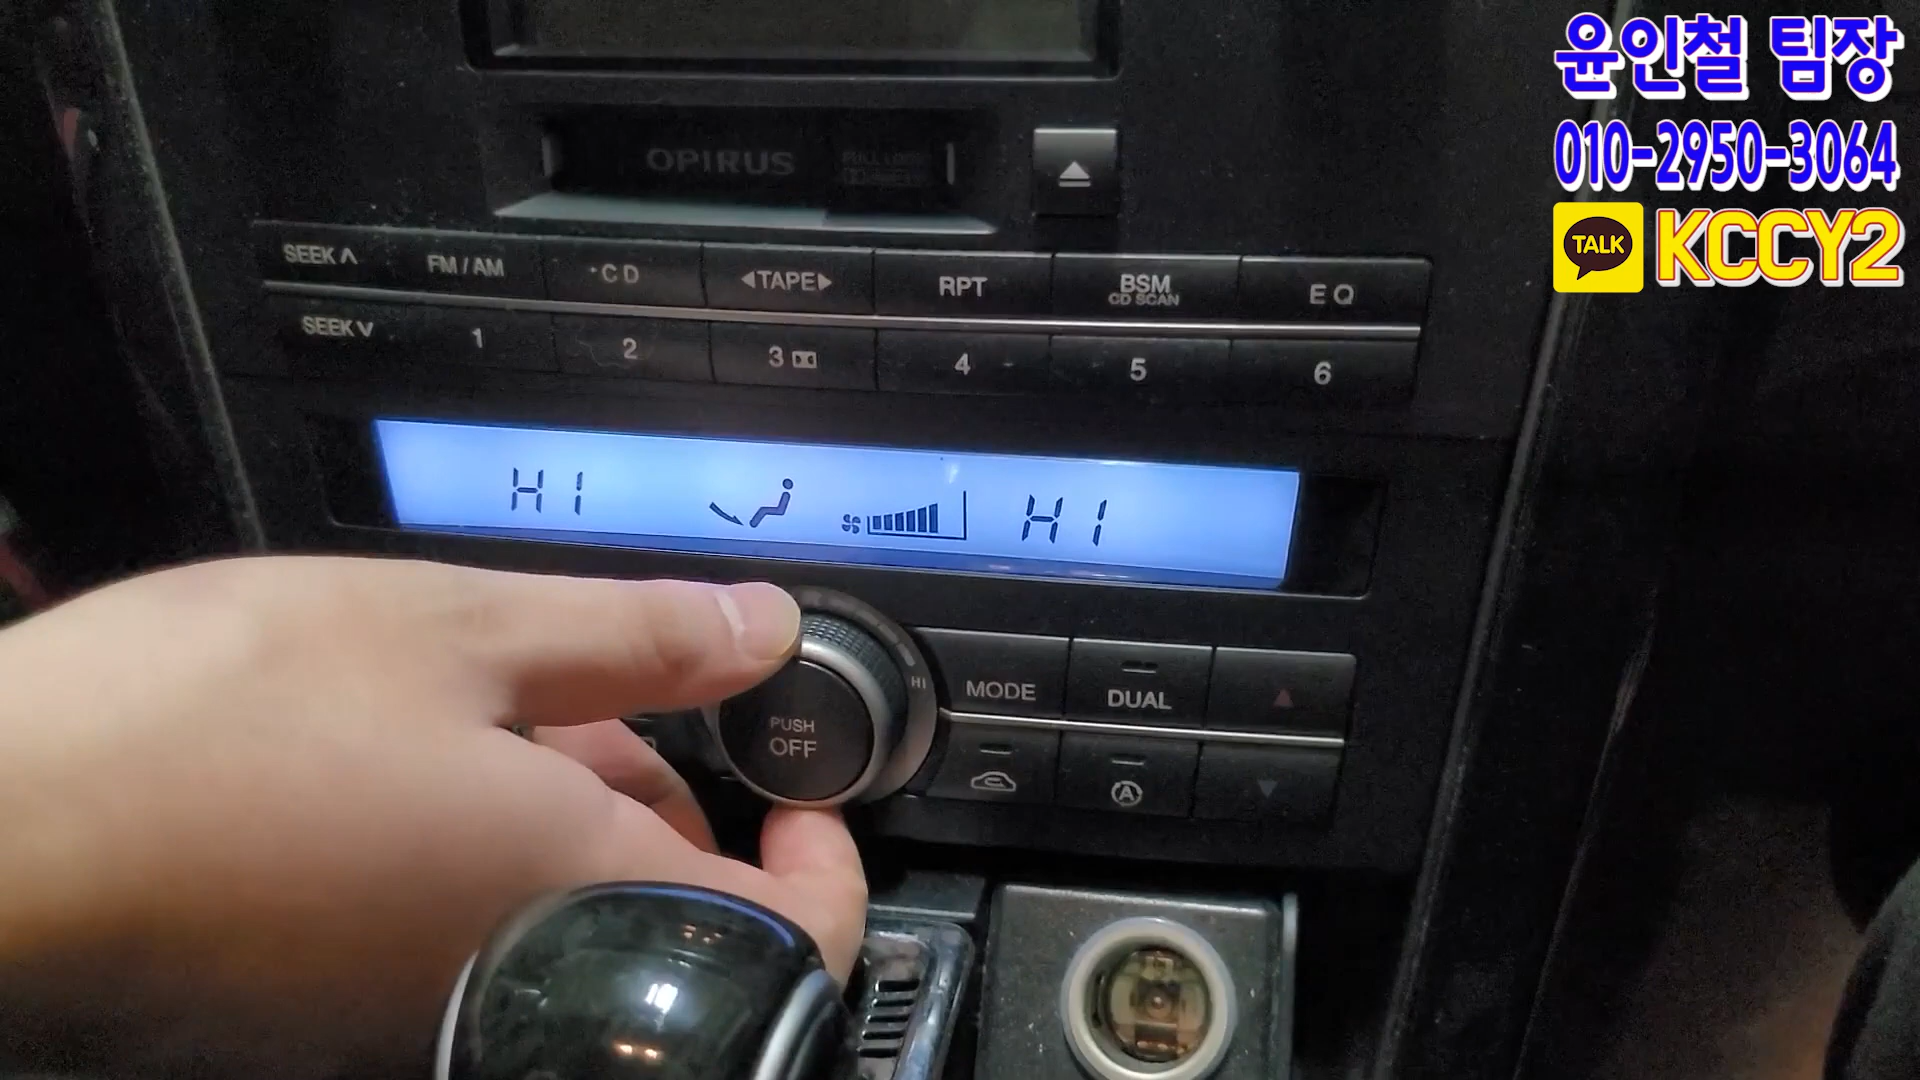 윤인철 팀장
010-2950-3064
TALK KCCY2
OPIRUS
SEEK ∧ FM / AM CD ◀TAPE▶ RPT BSM EQ
CD SCAN
SEEK ∨ 1 2 3 4 5 6
HI HI
HI
MODE DUAL
PUSH
OFF
A